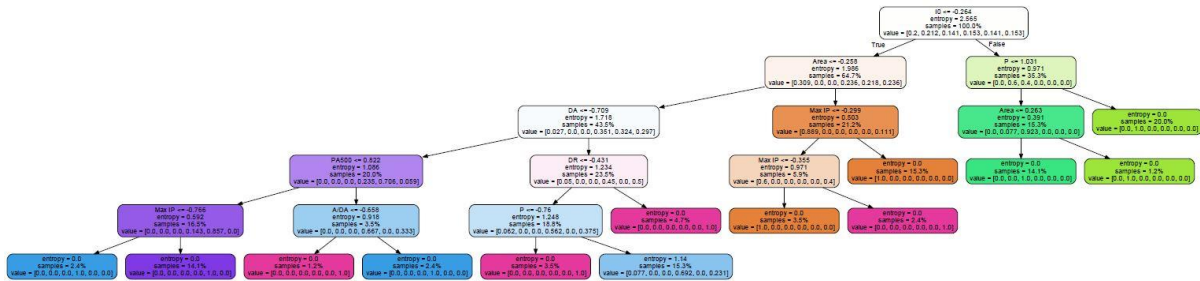 I0 <= -0.264
entropy = 2.565
samples = 100.0%
value = [0.2, 0.212, 0.141, 0.153, 0.141, 0.153]
True
False
Area <= -0.258
entropy = 1.986
samples = 64.7%
value = [0.309, 0.0, 0.0, 0.236, 0.218, 0.236]
P <= 1.031
entropy = 0.971
samples = 35.3%
value = [0.0, 0.6, 0.4, 0.0, 0.0, 0.0]
DA <= -0.709
entropy = 1.718
samples = 43.5%
value = [0.027, 0.0, 0.0, 0.351, 0.324, 0.297]
Max IP <= -0.299
entropy = 0.503
samples = 21.2%
value = [0.889, 0.0, 0.0, 0.0, 0.0, 0.111]
Area <= 0.263
entropy = 0.391
samples = 15.3%
value = [0.0, 0.077, 0.923, 0.0, 0.0, 0.0]
entropy = 0.0
samples = 20.0%
value = [0.0, 1.0, 0.0, 0.0, 0.0, 0.0]
PA500 <= 0.622
entropy = 1.086
samples = 20.0%
value = [0.0, 0.0, 0.0, 0.235, 0.706, 0.059]
DR <= -0.431
entropy = 1.234
samples = 23.5%
value = [0.05, 0.0, 0.0, 0.45, 0.0, 0.5]
Max IP <= -0.355
entropy = 0.971
samples = 5.9%
value = [0.6, 0.0, 0.0, 0.0, 0.0, 0.4]
entropy = 0.0
samples = 15.3%
value = [1.0, 0.0, 0.0, 0.0, 0.0, 0.0]
entropy = 0.0
samples = 14.1%
value = [0.0, 0.0, 1.0, 0.0, 0.0, 0.0]
entropy = 0.0
samples = 1.2%
value = [0.0, 1.0, 0.0, 0.0, 0.0, 0.0]
Max IP <= -0.766
entropy = 0.592
samples = 16.5%
value = [0.0, 0.0, 0.0, 0.143, 0.857, 0.0]
A/DA <= -0.658
entropy = 0.918
samples = 3.5%
value = [0.0, 0.0, 0.0, 0.667, 0.0, 0.333]
P <= -0.76
entropy = 1.248
samples = 18.8%
value = [0.062, 0.0, 0.0, 0.562, 0.0, 0.375]
entropy = 0.0
samples = 4.7%
value = [0.0, 0.0, 0.0, 0.0, 0.0, 1.0]
entropy = 0.0
samples = 3.5%
value = [1.0, 0.0, 0.0, 0.0, 0.0, 0.0]
entropy = 0.0
samples = 2.4%
value = [0.0, 0.0, 0.0, 0.0, 0.0, 1.0]
entropy = 0.0
samples = 2.4%
value = [0.0, 0.0, 0.0, 1.0, 0.0, 0.0]
entropy = 0.0
samples = 14.1%
value = [0.0, 0.0, 0.0, 0.0, 1.0, 0.0]
entropy = 0.0
samples = 1.2%
value = [0.0, 0.0, 0.0, 0.0, 0.0, 1.0]
entropy = 0.0
samples = 2.4%
value = [0.0, 0.0, 0.0, 1.0, 0.0, 0.0]
entropy = 0.0
samples = 3.5%
value = [0.0, 0.0, 0.0, 0.0, 0.0, 1.0]
entropy = 1.14
samples = 15.3%
value = [0.077, 0.0, 0.0, 0.692, 0.0, 0.231]